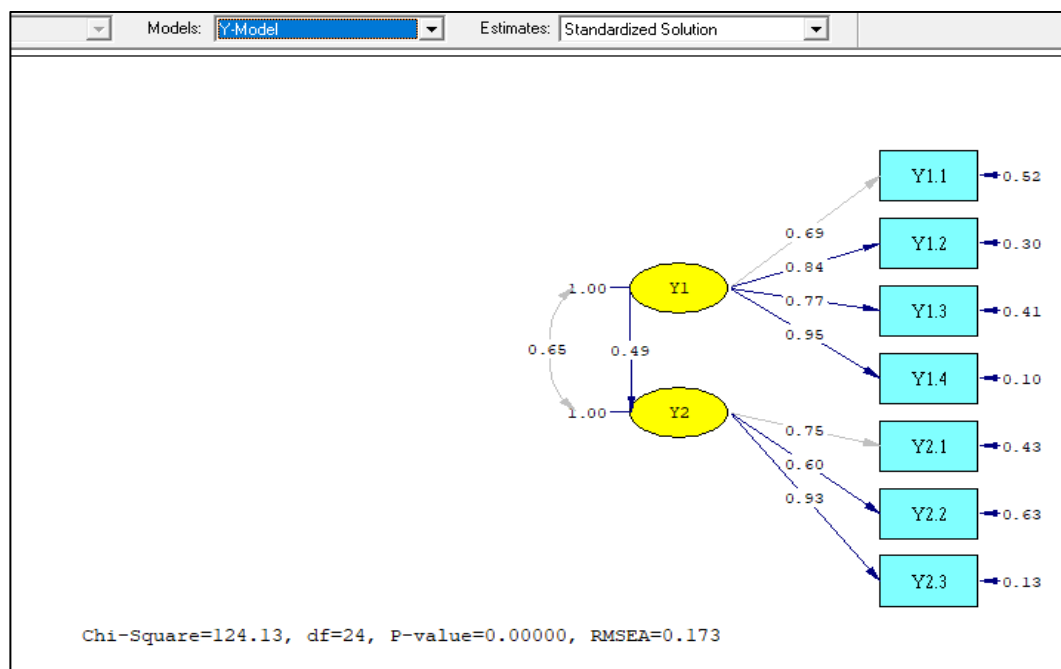 Models: Y-Model Estimates: Standardized Solution
Y1.1 0.52
0.69
Y1.2 0.30
0.84
1.00 Y1
0.77 Y1.3 0.41
0.95
0.65 0.49
Y1.4 0.10
1.00 Y2
0.75 Y2.1 0.43
0.60
0.93
Y2.2 0.63
Y2.3 0.13
Chi-Square=124.13, df=24, P-value=0.00000, RMSEA=0.173